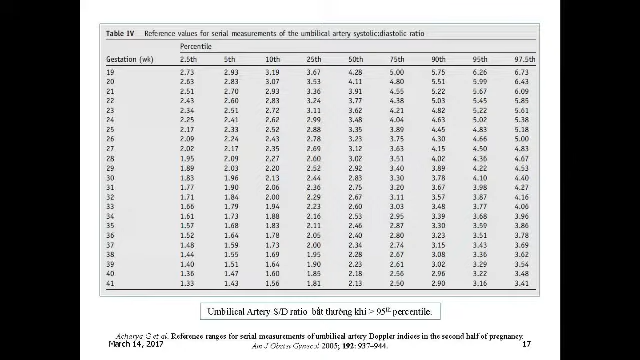 Table IV Reference values for serial measurements of the umbilical artery systolic:diastolic ratio
Percentile
Gestation (wk) 2.5th 5th 10th 25th 50th 75th 90th 95th 97.5th
19 2.73 2.93 3.19 3.67 4.28 5.00 5.75 6.26 6.73
20 2.63 2.83 3.07 3.53 4.11 4.80 5.51 5.99 6.43
21 2.51 2.70 2.93 3.36 3.91 4.55 5.22 5.67 6.09
22 2.43 2.60 2.83 3.24 3.77 4.38 5.03 5.45 5.85
23 2.34 2.51 2.72 3.11 3.62 4.21 4.82 5.22 5.61
24 2.25 2.41 2.62 2.99 3.48 4.04 4.63 5.02 5.38
25 2.17 2.33 2.52 2.88 3.35 3.89 4.45 4.83 5.18
26 2.09 2.24 2.43 2.78 3.23 3.75 4.30 4.66 5.00
27 2.02 2.17 2.35 2.69 3.12 3.63 4.15 4.50 4.83
28 1.95 2.09 2.27 2.60 3.02 3.51 4.02 4.36 4.67
29 1.89 2.03 2.20 2.52 2.92 3.40 3.89 4.22 4.53
30 1.83 1.96 2.13 2.44 2.83 3.30 3.78 4.10 4.40
31 1.77 1.90 2.06 2.36 2.75 3.20 3.67 3.98 4.27
32 1.71 1.84 2.00 2.29 2.67 3.11 3.57 3.87 4.16
33 1.66 1.79 1.94 2.23 2.60 3.03 3.48 3.77 4.06
34 1.61 1.73 1.88 2.16 2.53 2.95 3.39 3.68 3.96
35 1.57 1.68 1.83 2.11 2.46 2.87 3.30 3.59 3.86
36 1.52 1.64 1.78 2.05 2.40 2.80 3.23 3.51 3.78
37 1.48 1.59 1.73 2.00 2.34 2.74 3.15 3.43 3.69
38 1.44 1.55 1.69 1.95 2.28 2.67 3.08 3.36 3.62
39 1.40 1.51 1.64 1.90 2.23 2.61 3.02 3.29 3.54
40 1.36 1.47 1.60 1.85 2.18 2.56 2.96 3.22 3.48
41 1.33 1.43 1.56 1.81 2.13 2.50 2.90 3.16 3.41
Umbilical Artery S/D ratio bất thường khi > 95th percentile.
Acharya G et al. Reference ranges for serial measurements of umbilical artery Doppler indices in the second half of pregnancy.
Am J Obstet Gynecol 2005; 192: 937–944.
March 14, 2017 17